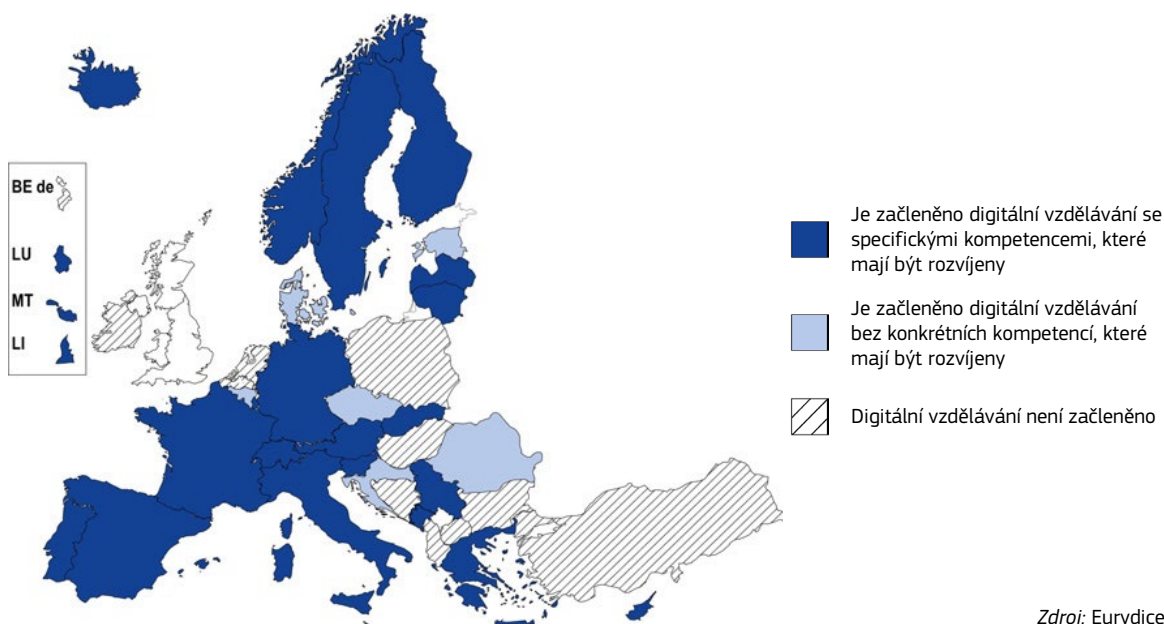 BE de
LU
MT
LI
Je začleněno digitální vzdělávání se
specifickými kompetencemi, které
mají být rozvíjeny
Je začleněno digitální vzdělávání
bez konkrétních kompetencí, které
mají být rozvíjeny
Digitální vzdělávání není začleněno
Zdroj: Eurydice